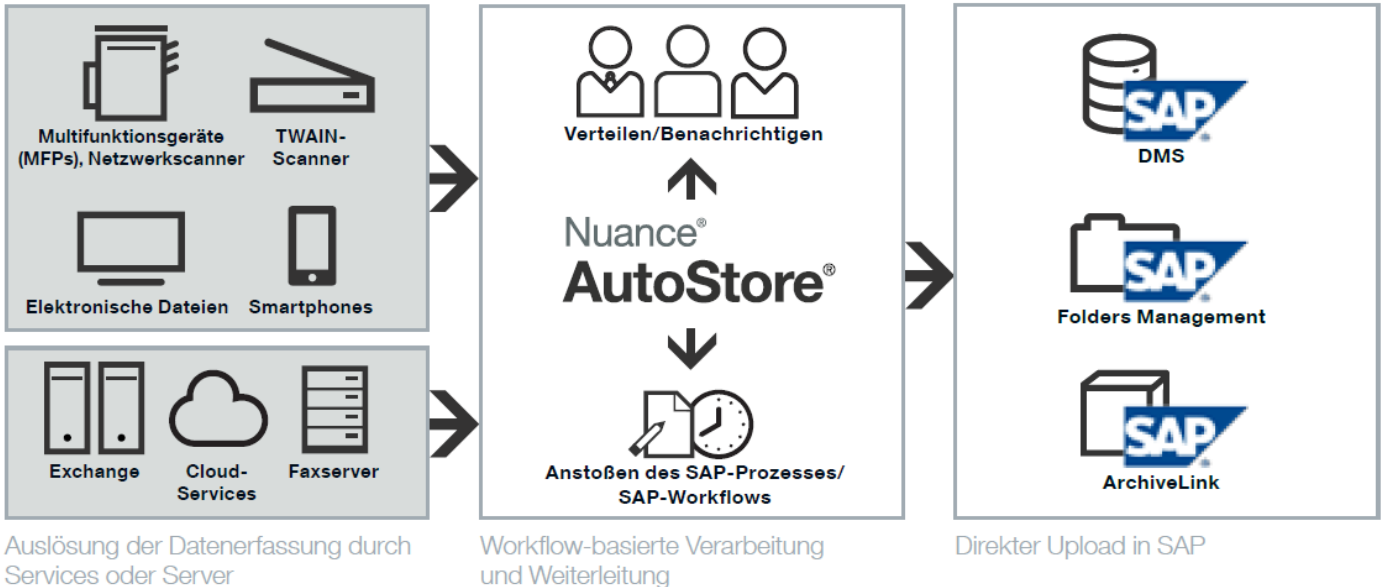 Multifunktionsgeräte
(MFPs), Netzwerkscanner
TWAIN-
Scanner
Elektronische Dateien
Smartphones
Exchange
Cloud-
Services
Faxserver
Auslösung der Datenerfassung durch
Services oder Server
Verteilen/Benachrichtigen
Nuance®
AutoStore®
Anstoßen des SAP-Prozesses/
SAP-Workflows
Workflow-basierte Verarbeitung
und Weiterleitung
SAP
DMS
SAP
Folders Management
SAP
ArchiveLink
Direkter Upload in SAP